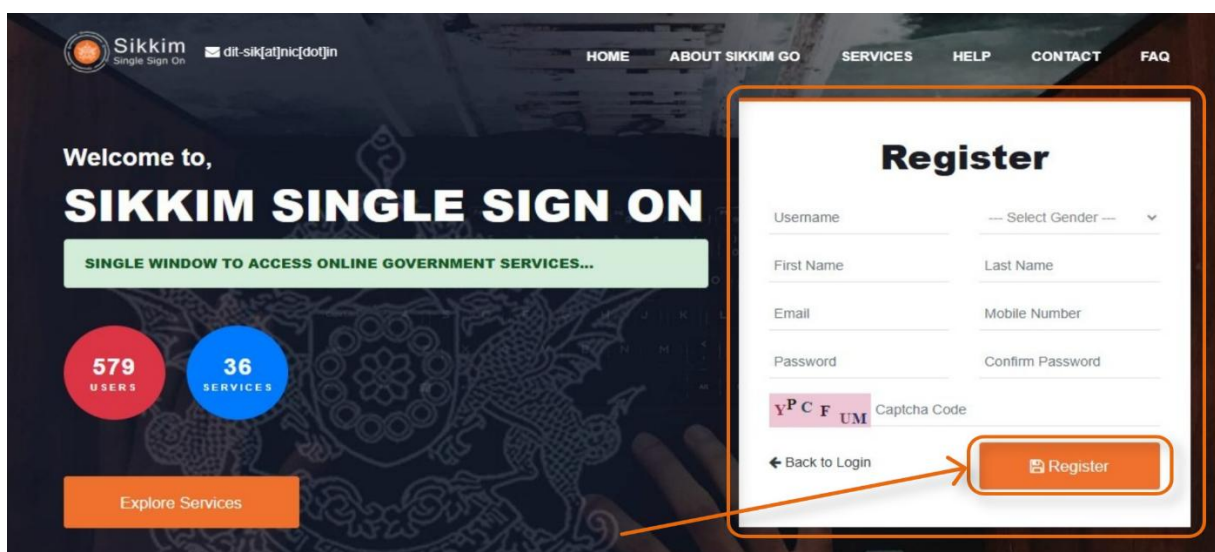 Sikkim
Single Sign On
dit-sik[at]nic[dot]in
HOME ABOUT SIKKIM GO SERVICES HELP CONTACT FAQ
Welcome to,
SIKKIM SINGLE SIGN ON
SINGLE WINDOW TO ACCESS ONLINE GOVERNMENT SERVICES...
579
USERS
36
SERVICES
Explore Services
Register
Username --- Select Gender ---
First Name Last Name
Email Mobile Number
Password Confirm Password
YPCFUM Captcha Code
Back to Login Register